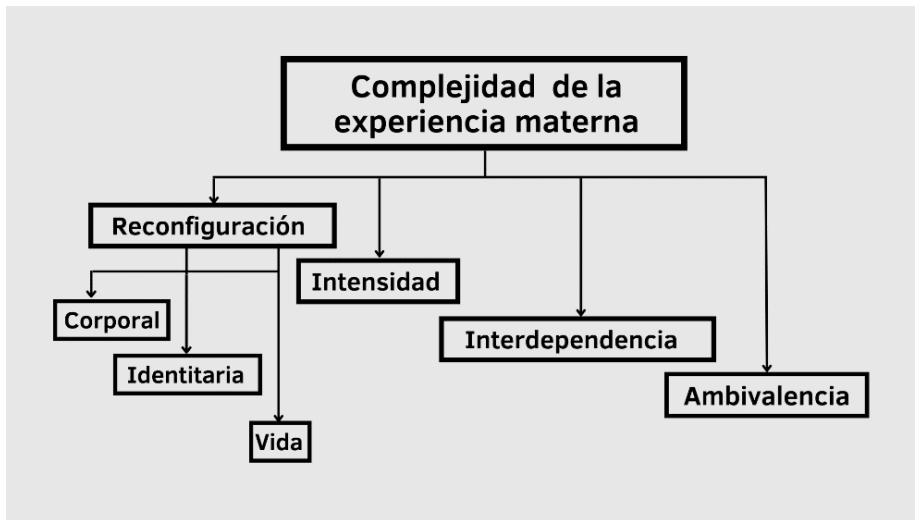 Complejidad de la
experiencia materna
Reconfiguración
Intensidad
Corporal
Interdependencia
Identitaria
Ambivalencia
Vida